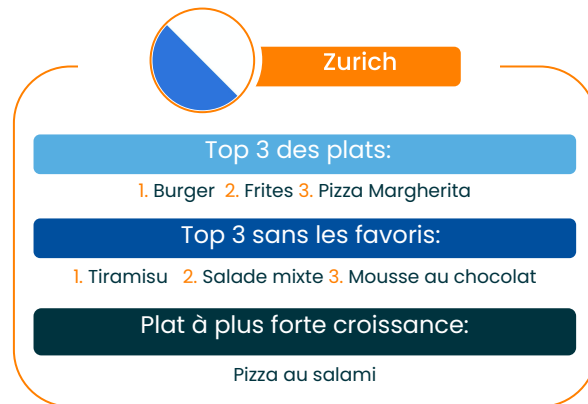 Zurich
Top 3 des plats:
1. Burger 2. Frites 3. Pizza Margherita
Top 3 sans les favoris:
1. Tiramisu 2. Salade mixte 3. Mousse au chocolat
Plat à plus forte croissance:
Pizza au salami